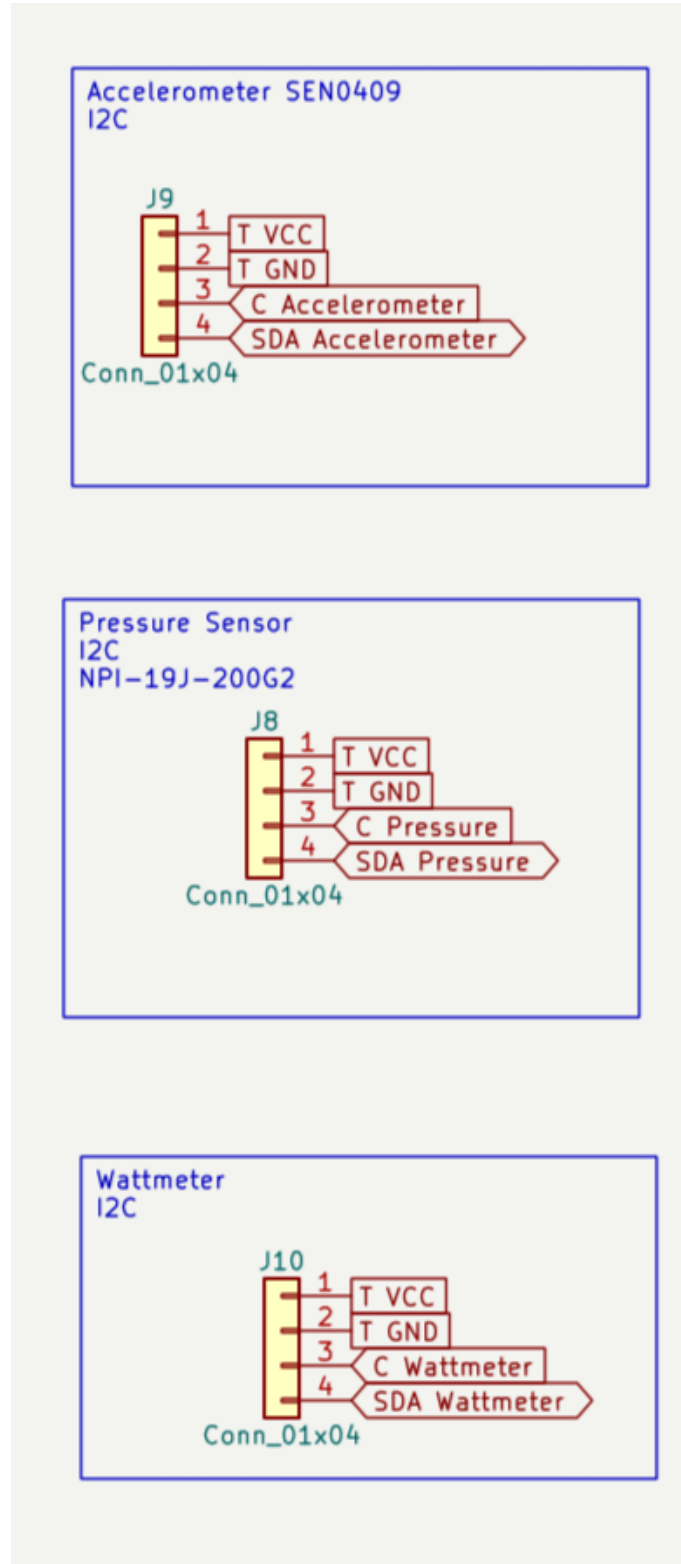 Accelerometer SEN0409
I2C
J9
1 T VCC
2 T GND
3 C Accelerometer
4 SDA Accelerometer
Conn_01x04
Pressure Sensor
I2C
NPI-19J-200G2
J8
1 T VCC
2 T GND
3 C Pressure
4 SDA Pressure
Conn_01x04
Wattmeter
I2C
J10
1 T VCC
2 T GND
3 C Wattmeter
4 SDA Wattmeter
Conn_01x04